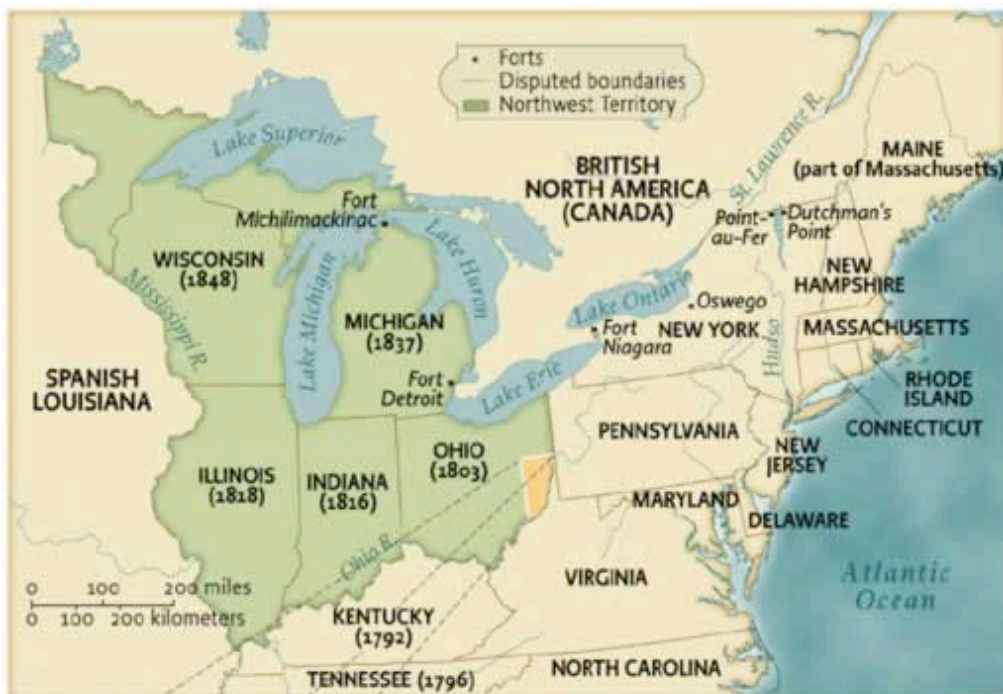 Forts
Disputed boundaries
Northwest Territory
Lake Superior
St. Lawrence R.
MAINE
(part of Massachusetts)
BRITISH
NORTH AMERICA
(CANADA)
Fort
Michilimackinac
Point-
au-Fer
Dutchman's
Point
WISCONSIN
(1848)
Lake Huron
NEW
HAMPSHIRE
Mississippi R.
Lake Michigan
MICHIGAN
(1837)
Lake Ontario
Oswego
NEW YORK
MASSACHUSETTS
Fort
Niagara
Hudso
SPANISH
LOUISIANA
Fort
Detroit
Lake Erie
RHODE
ISLAND
CONNECTICUT
PENNSYLVANIA
NEW
JERSEY
ILLINOIS
(1818)
INDIANA
(1816)
OHIO
(1803)
MARYLAND
DELAWARE
Ohio R.
VIRGINIA
Atlantic
Ocean
0 100 200 miles
0 100 200 kilometers
KENTUCKY
(1792)
TENNESSEE (1796)
NORTH CAROLINA